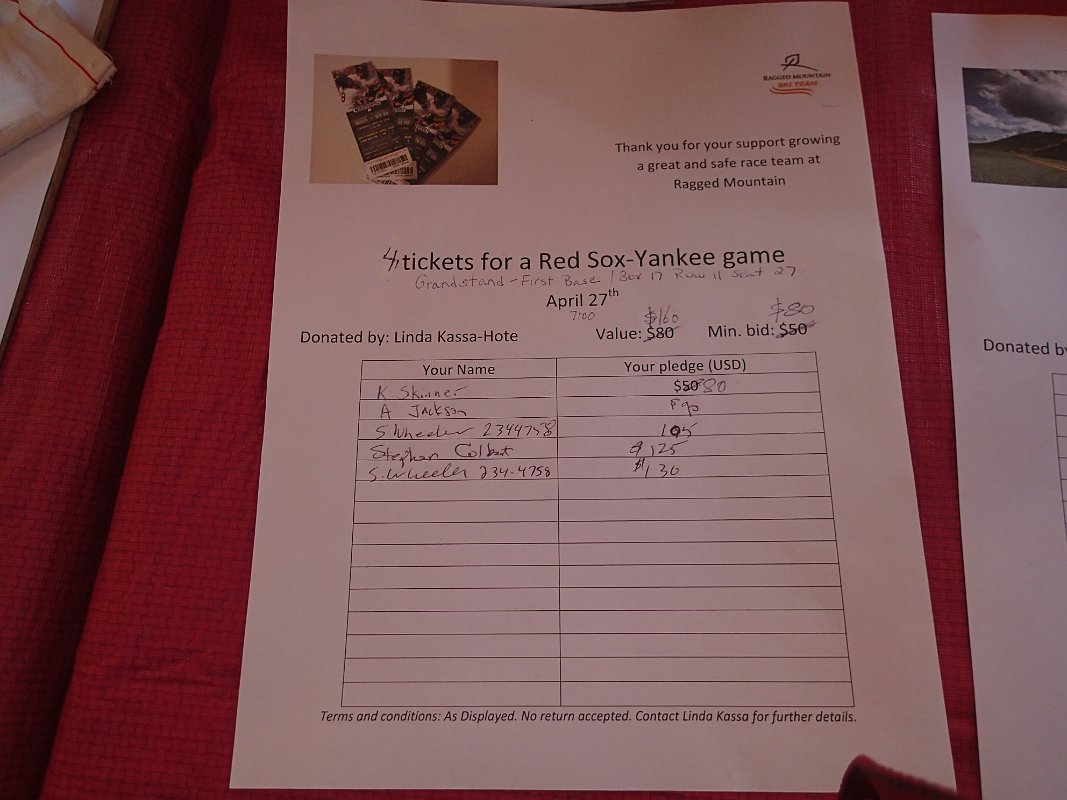 RAGGED MOUNTAIN
SKI TEAM
Thank you for your support growing
a great and safe race team at
Ragged Mountain
4 tickets for a Red Sox-Yankee game
Grandstand - First Base / Box 17 Row 11 Seat 27
April 27th
7:00
$160
$80
Donated by: Linda Kassa-Hote Value: $80 Min. bid: $50
Your Name Your pledge (USD)
K Skinner $50 80
A Jackson 90
S Wheeler 2344758 105
Stephen Colbert $125
S. Wheeler 234-4758 $130
Terms and conditions: As Displayed. No return accepted. Contact Linda Kassa for further details.
Donated by